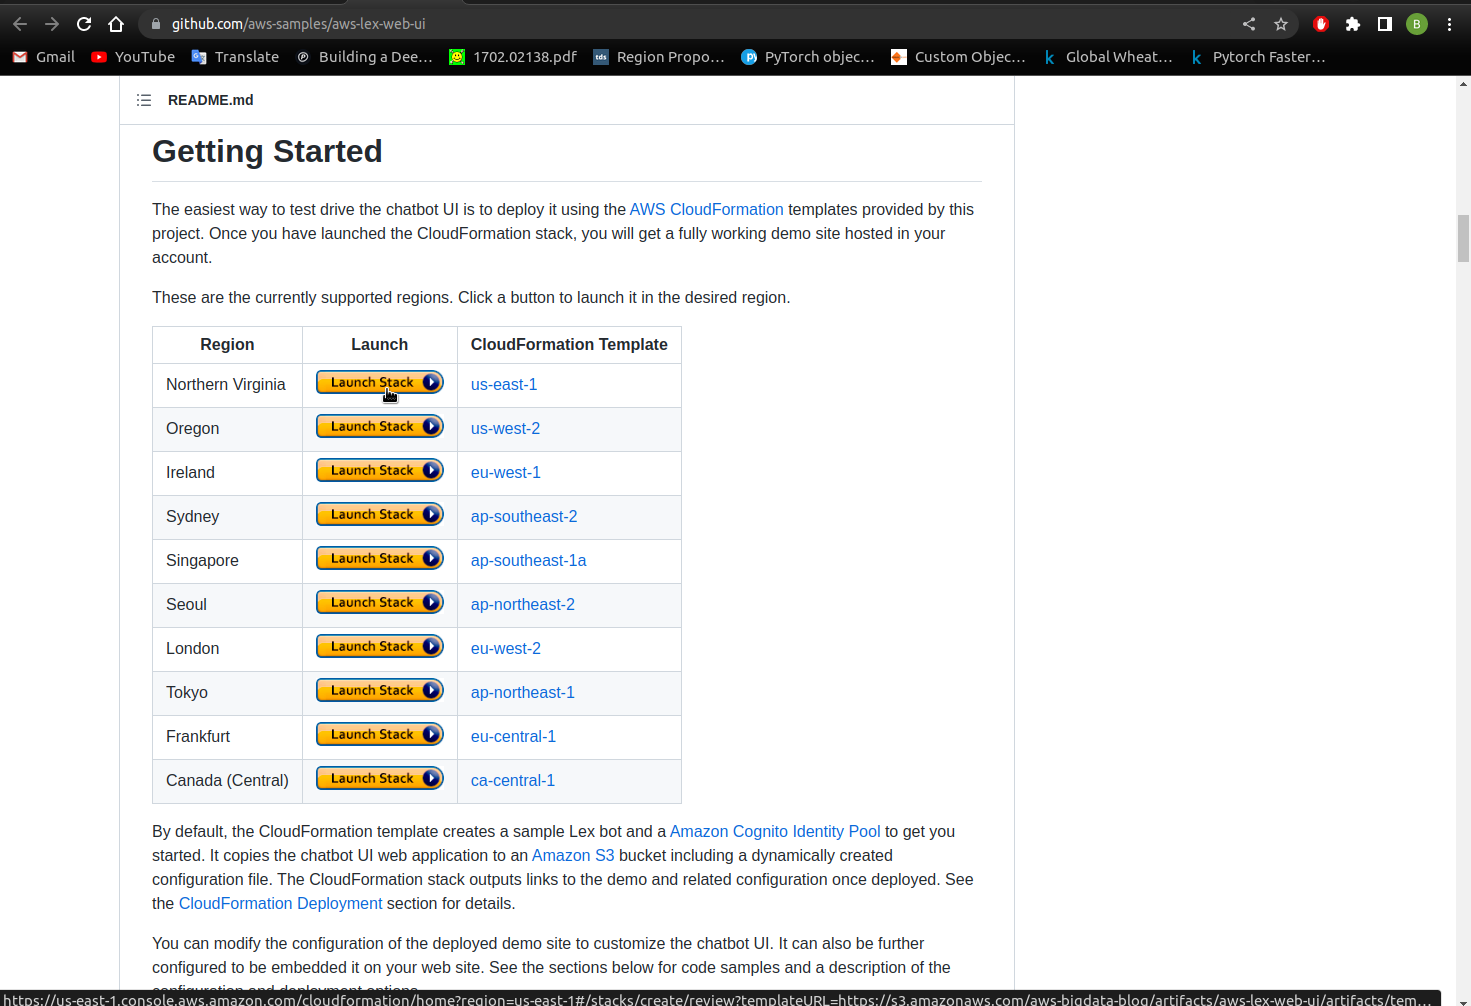 github.com/aws-samples/aws-lex-web-ui
B
Gmail YouTube Translate Building a Dee… 1702.02138.pdf tds Region Propo… PyTorch objec… Custom Objec… k Global Wheat… k Pytorch Faster…
README.md
Getting Started
The easiest way to test drive the chatbot UI is to deploy it using the AWS CloudFormation templates provided by this
project. Once you have launched the CloudFormation stack, you will get a fully working demo site hosted in your
account.
These are the currently supported regions. Click a button to launch it in the desired region.
Region Launch CloudFormation Template
Northern Virginia Launch Stack us-east-1
Oregon Launch Stack us-west-2
Ireland Launch Stack eu-west-1
Sydney Launch Stack ap-southeast-2
Singapore Launch Stack ap-southeast-1a
Seoul Launch Stack ap-northeast-2
London Launch Stack eu-west-2
Tokyo Launch Stack ap-northeast-1
Frankfurt Launch Stack eu-central-1
Canada (Central) Launch Stack ca-central-1
By default, the CloudFormation template creates a sample Lex bot and a Amazon Cognito Identity Pool to get you
started. It copies the chatbot UI web application to an Amazon S3 bucket including a dynamically created
configuration file. The CloudFormation stack outputs links to the demo and related configuration once deployed. See
the CloudFormation Deployment section for details.
You can modify the configuration of the deployed demo site to customize the chatbot UI. It can also be further
configured to be embedded it on your web site. See the sections below for code samples and a description of the
configuration and deployment options.
https://us-east-1.console.aws.amazon.com/cloudformation/home?region=us-east-1#/stacks/create/review?templateURL=https://s3.amazonaws.com/aws-bigdata-blog/artifacts/aws-lex-web-ui/artifacts/tem…